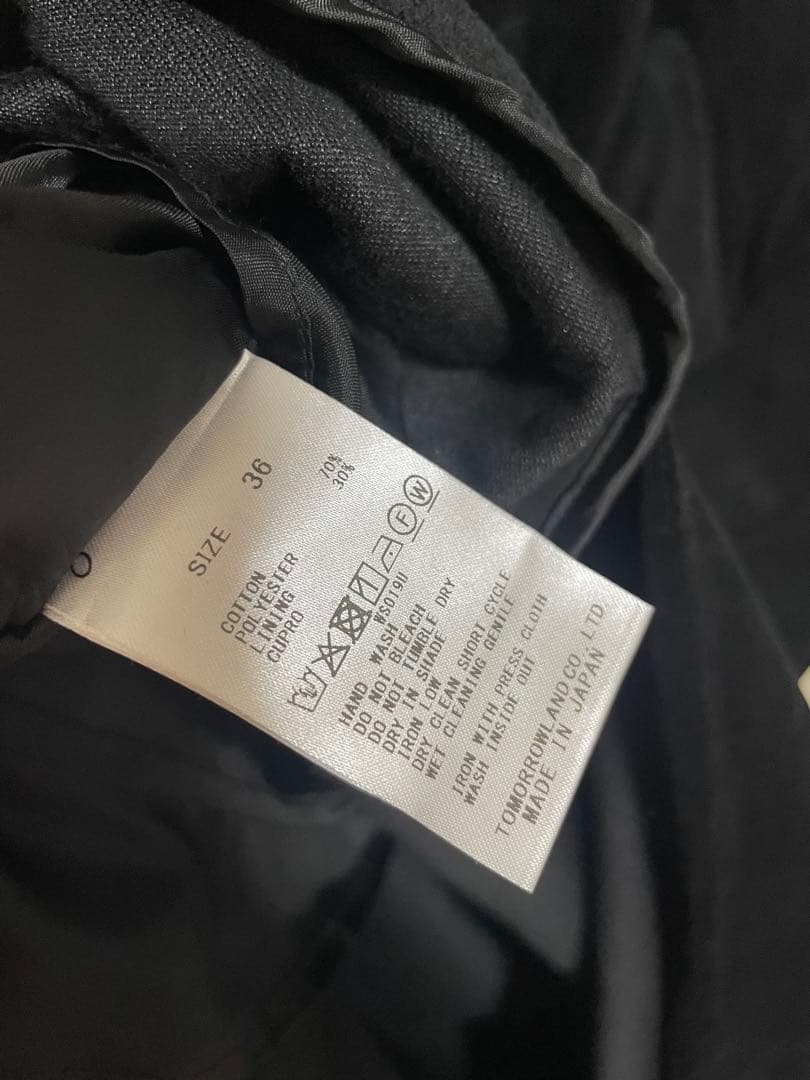 SIZE 36
COTTON 70%
POLYESTER 30%
LINING
CUPRO
F W
HAND WASH
DO NOT BLEACH
DO NOT TUMBLE DRY
DRY IN SHADE
IRON LOW
DRY CLEAN SHORT CYCLE
WET CLEANING GENTLE
IRON WITH PRESS CLOTH
WASH INSIDE OUT
TOMORROWLAND CO., LTD.
MADE IN JAPAN